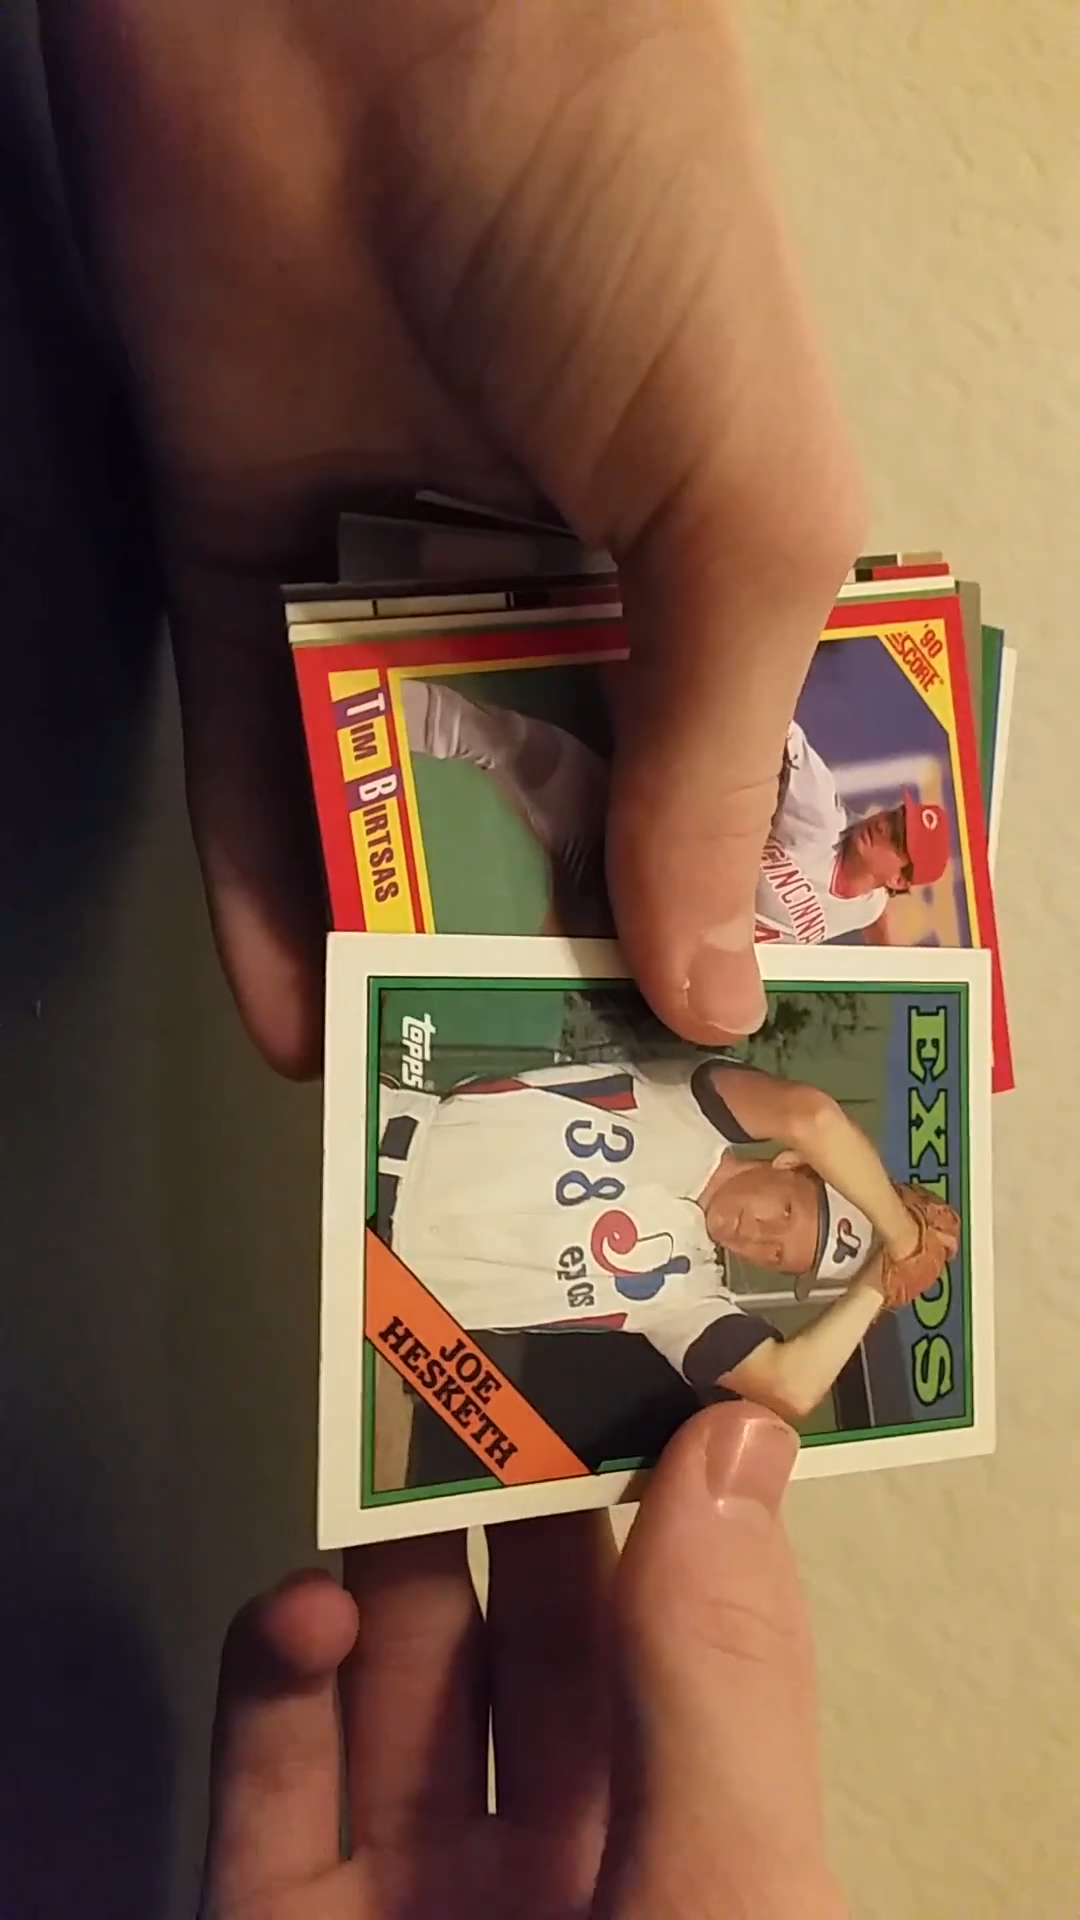 '90
SCORE
TIM BIRTSAS
CINCINNA
EXPOS
topps
38
expos
JOE
HESKETH